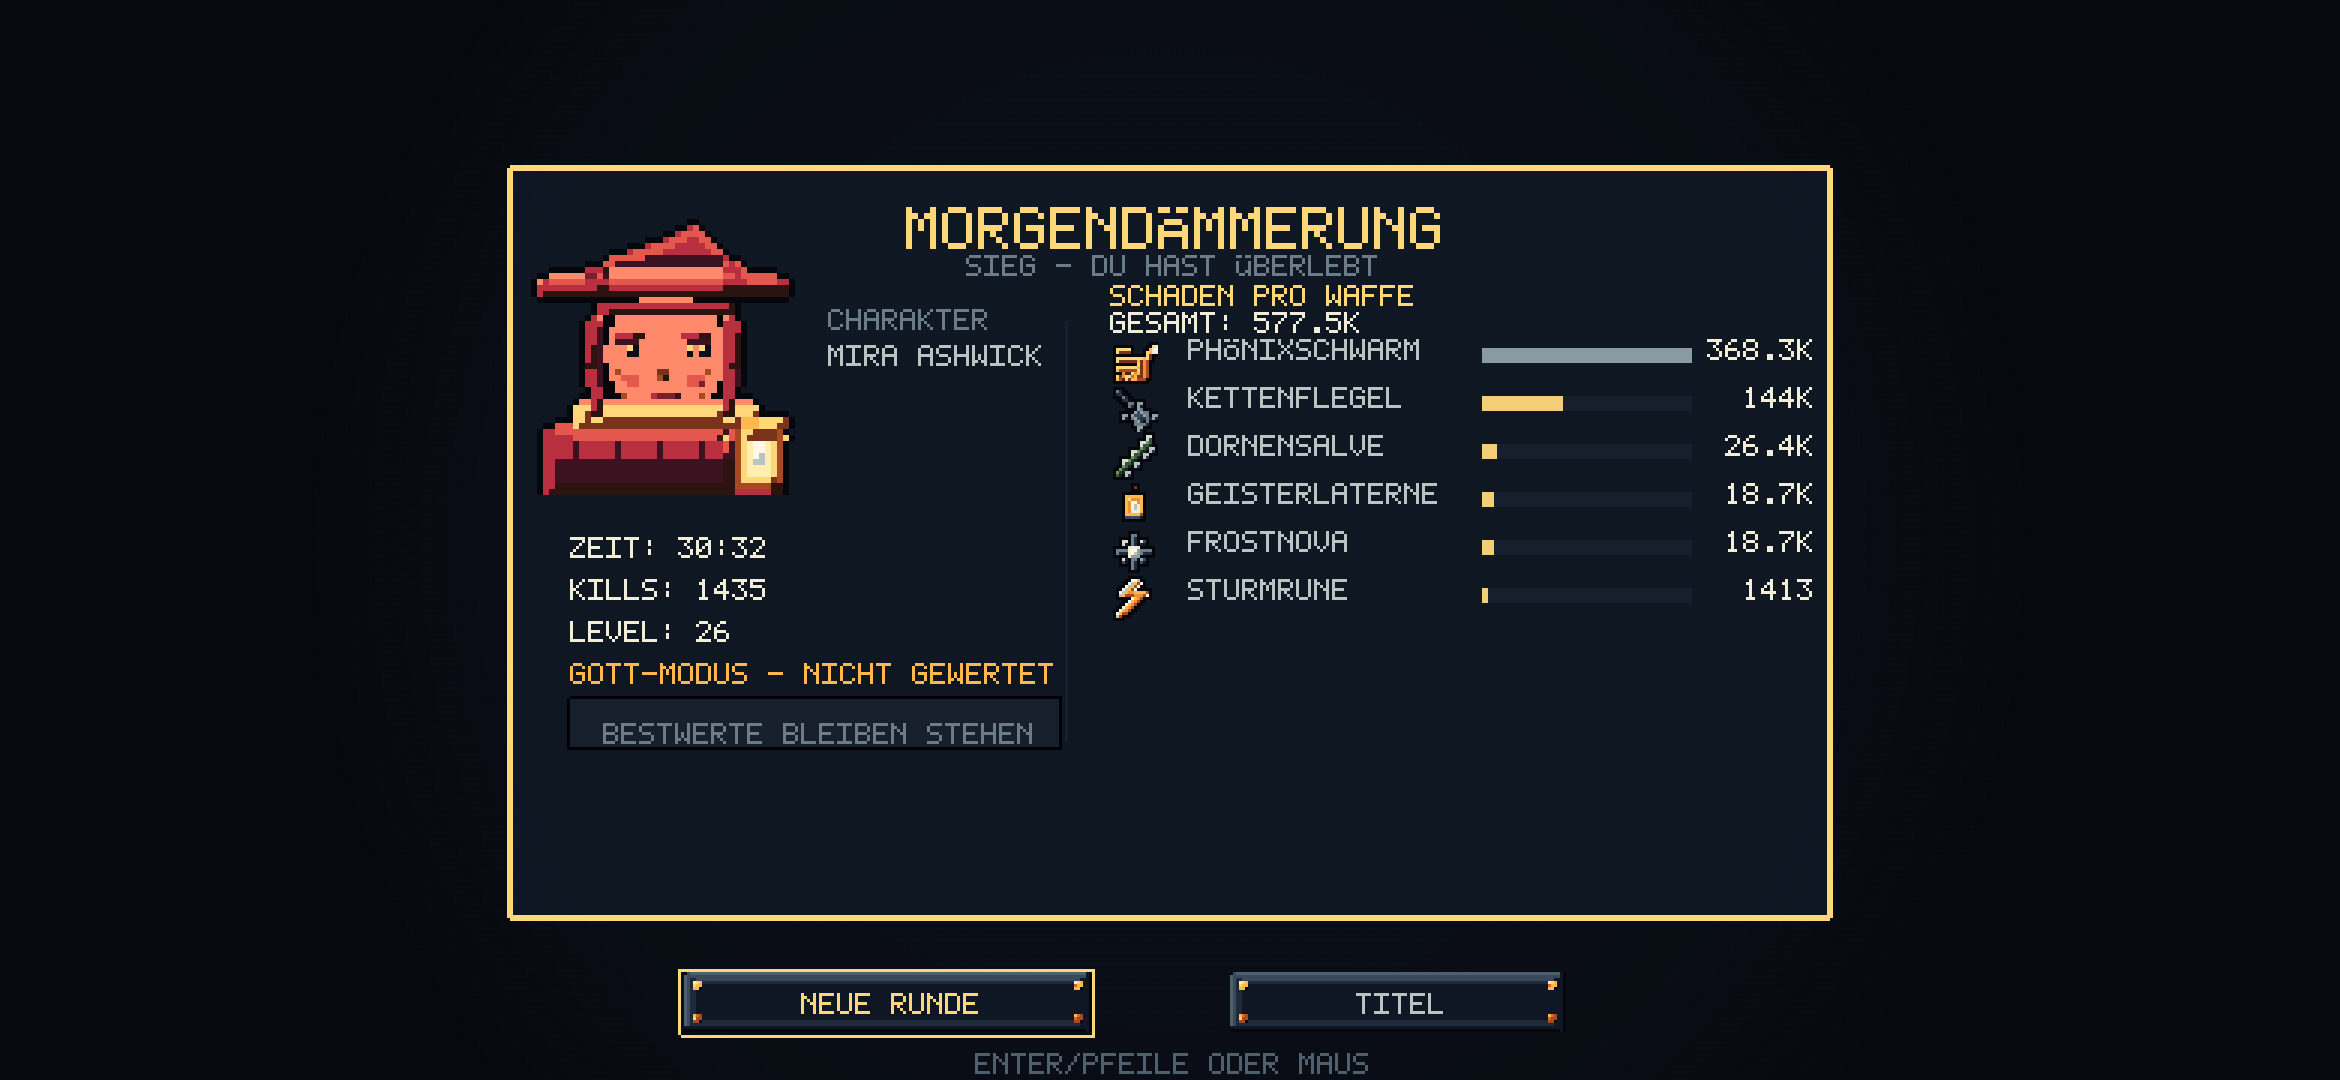 MORGENDäMMERUNG
SIEG - DU HAST üBERLEBT
CHARAKTER
MIRA ASHWICK
ZEIT: 30:32
KILLS: 1435
LEVEL: 26
GOTT-MODUS - NICHT GEWERTET
BESTWERTE BLEIBEN STEHEN
SCHADEN PRO WAFFE
GESAMT: 577.5K
PHöNIXSCHWARM 368.3K
KETTENFLEGEL 144K
DORNENSALVE 26.4K
GEISTERLATERNE 18.7K
FROSTNOVA 18.7K
STURMRUNE 1413
NEUE RUNDE
TITEL
ENTER/PFEILE ODER MAUS